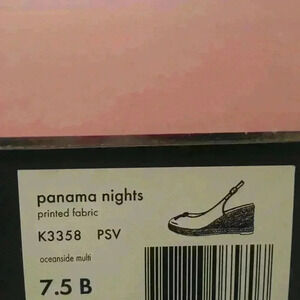 panama nights
printed fabric
K3358 PSV
oceanside multi
7.5 B